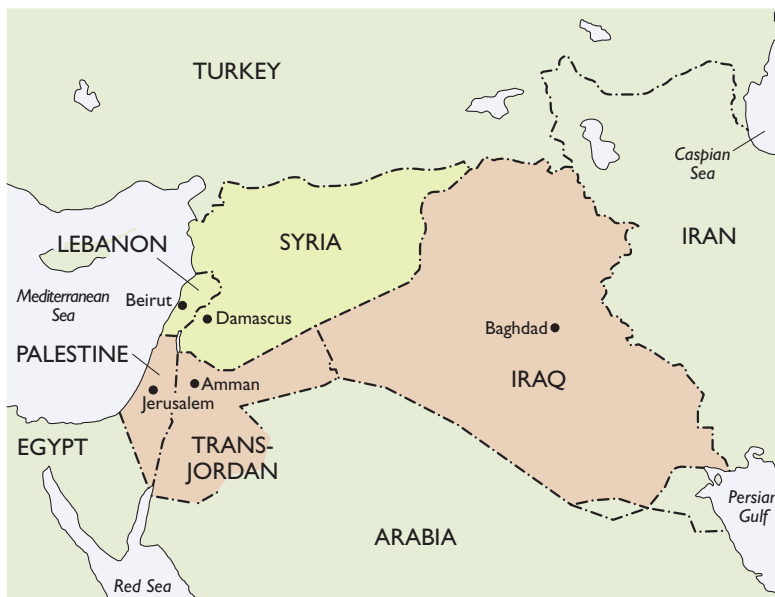 TURKEY
Caspian
Sea
LEBANON
SYRIA
IRAN
Mediterranean
Sea
Beirut
Damascus
Baghdad
PALESTINE
Amman
IRAQ
Jerusalem
EGYPT
TRANS-
JORDAN
Persian
Gulf
ARABIA
Red Sea